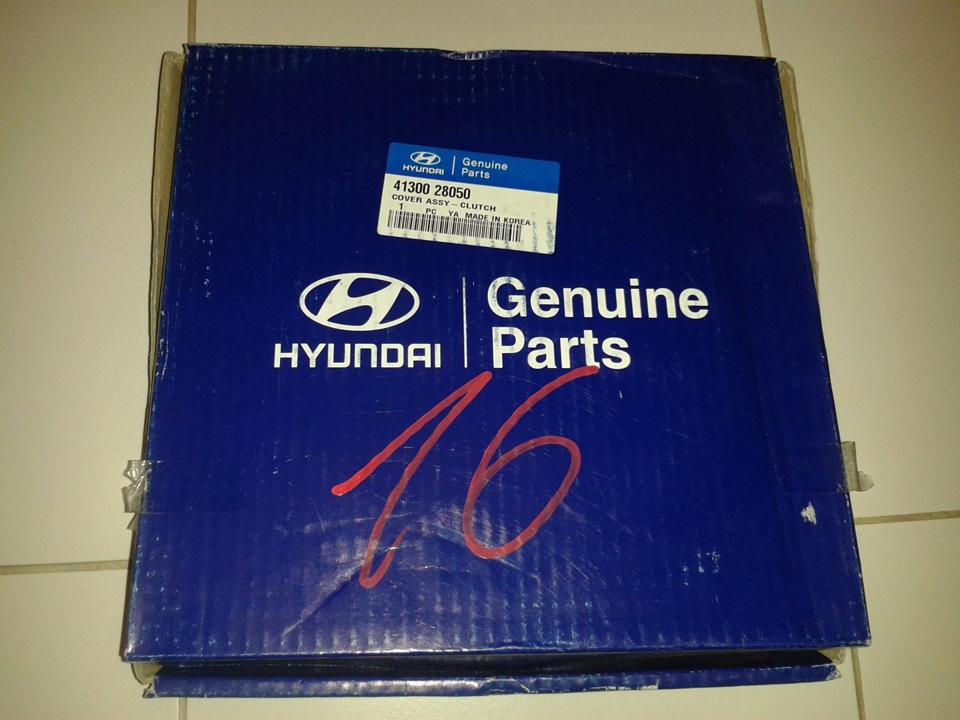 HYUNDAI
Genuine
Parts
41300 28050
COVER ASSY-CLUTCH
1 PC YA MADE IN KOREA
HYUNDAI
Genuine
Parts
16